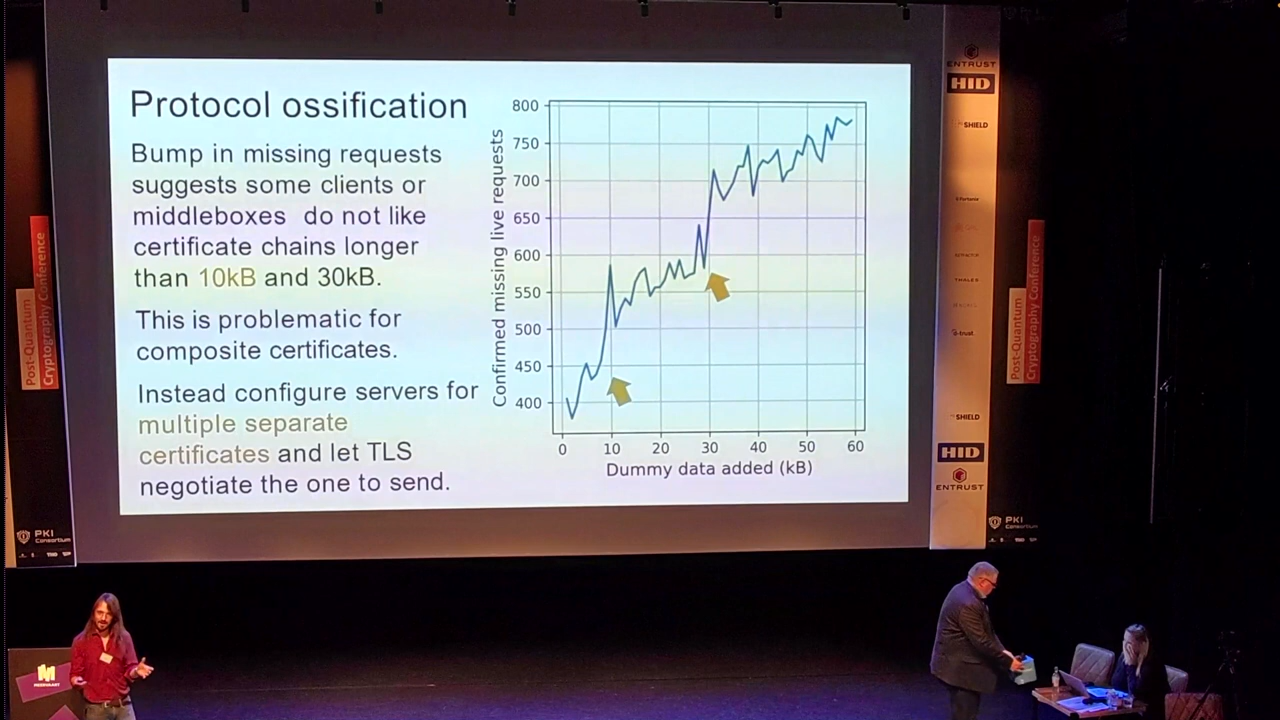 Protocol ossification
Bump in missing requests
suggests some clients or
middleboxes do not like
certificate chains longer
than 10kB and 30kB.
This is problematic for
composite certificates.
Instead configure servers for
multiple separate
certificates and let TLS
negotiate the one to send.
Confirmed missing live requests
800
750
700
650
600
550
500
450
400
0 10 20 30 40 50 60
Dummy data added (kB)
Post-Quantum
Cryptography Conference
PKI
Consortium
ENTRUST
HID
SHIELD
THALES
e-trust
SHIELD
HID
ENTRUST
Post-Quantum
Cryptography Conference
PKI
Consortium
M
MEERVAART